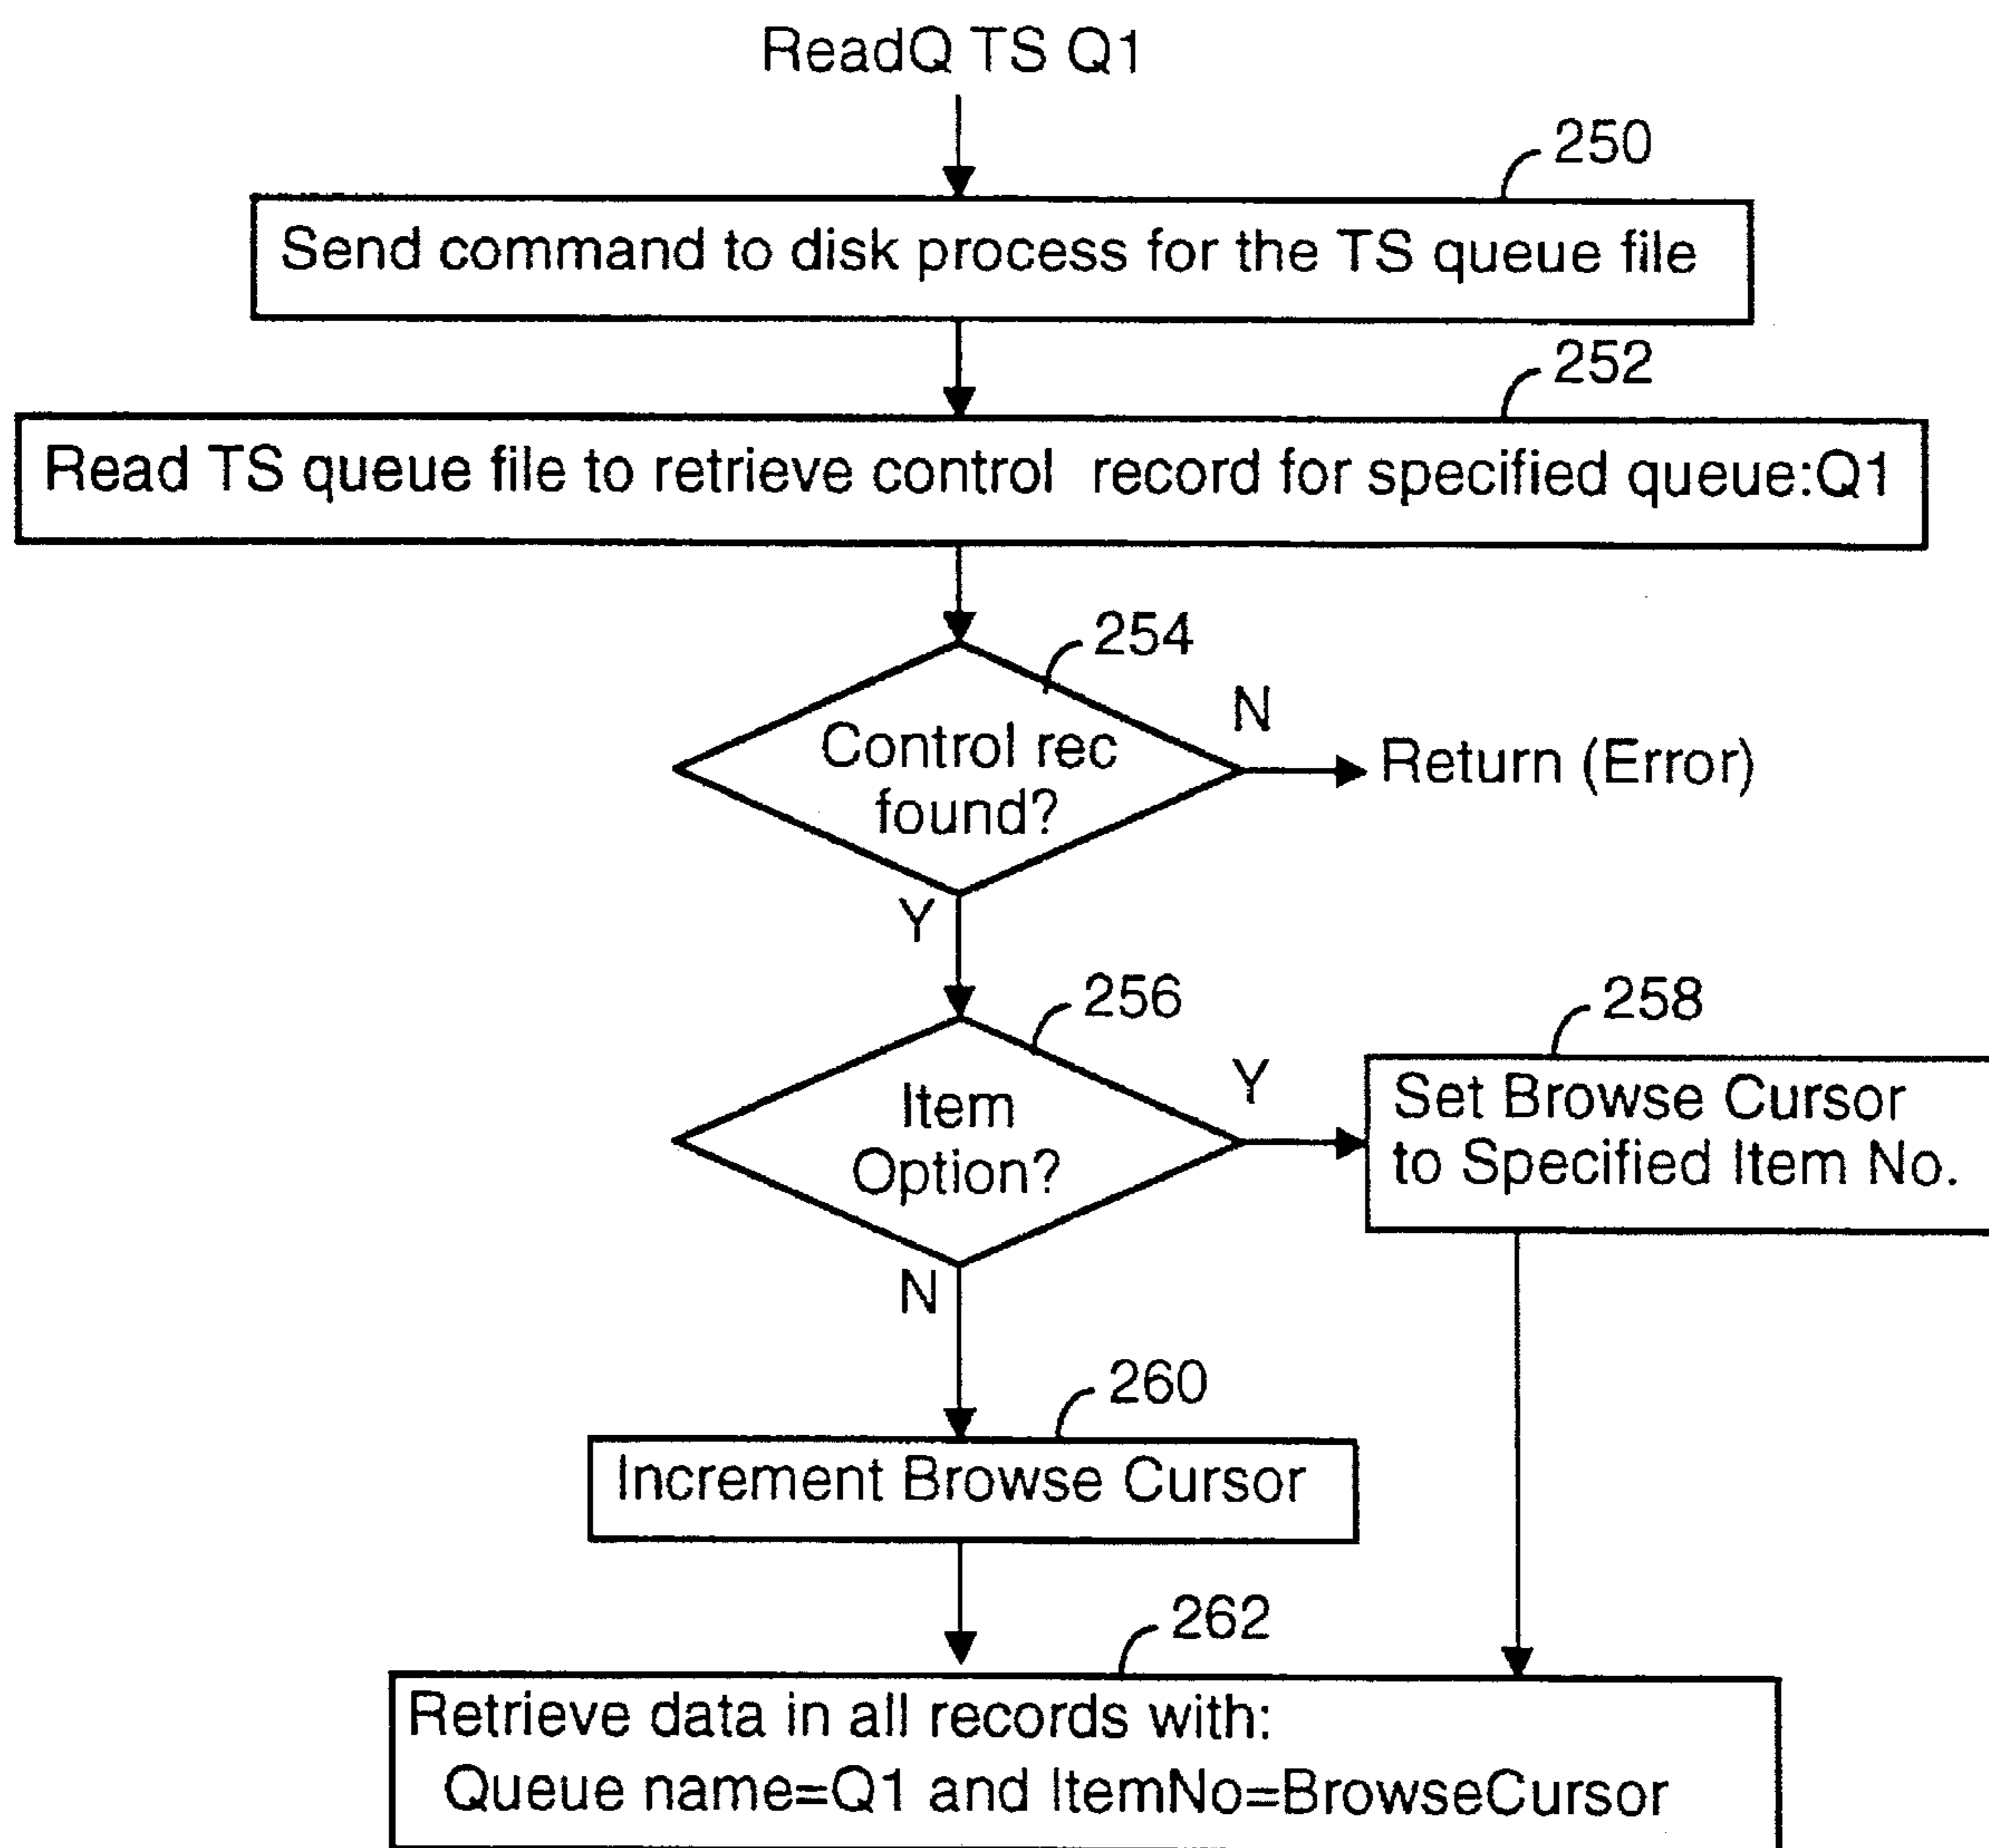 ReadQ TS Q1
250
Send command to disk process for the TS queue file
252
Read TS queue file to retrieve control record for specified queue:Q1
254
Control rec
found?
N
Return (Error)
Y
256
Item
Option?
Y
258
Set Browse Cursor
to Specified Item No.
N
260
Increment Browse Cursor
262
Retrieve data in all records with:
Queue name=Q1 and ItemNo=BrowseCursor